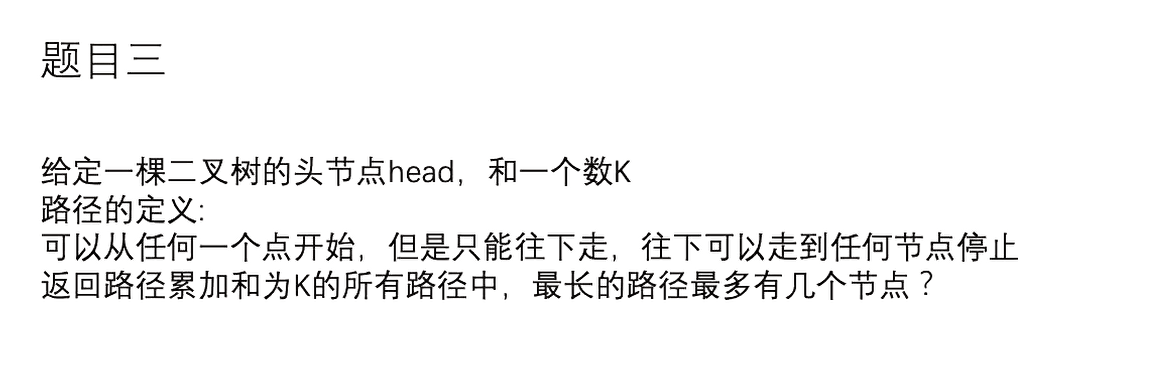 题目三
给定一棵二叉树的头节点head，和一个数K
路径的定义:
可以从任何一个点开始，但是只能往下走，往下可以走到任何节点停止
返回路径累加和为K的所有路径中，最长的路径最多有几个节点？